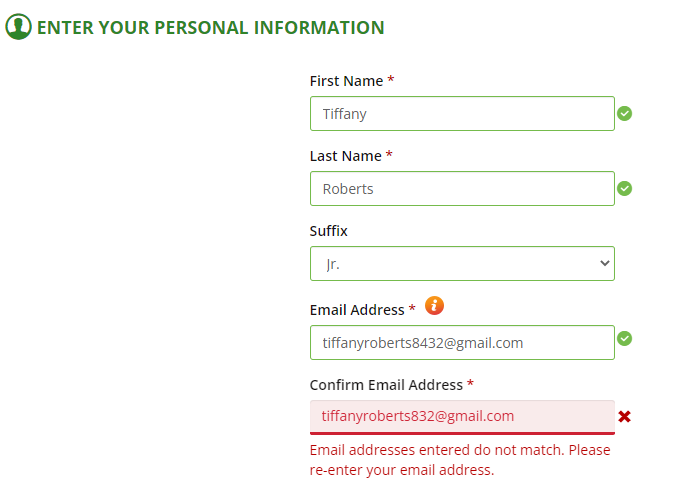 ENTER YOUR PERSONAL INFORMATION
First Name *
Tiffany
Last Name *
Roberts
Suffix
Jr.
Email Address * i
tiffanyroberts8432@gmail.com
Confirm Email Address *
tiffanyroberts832@gmail.com
Email addresses entered do not match. Please
re-enter your email address.